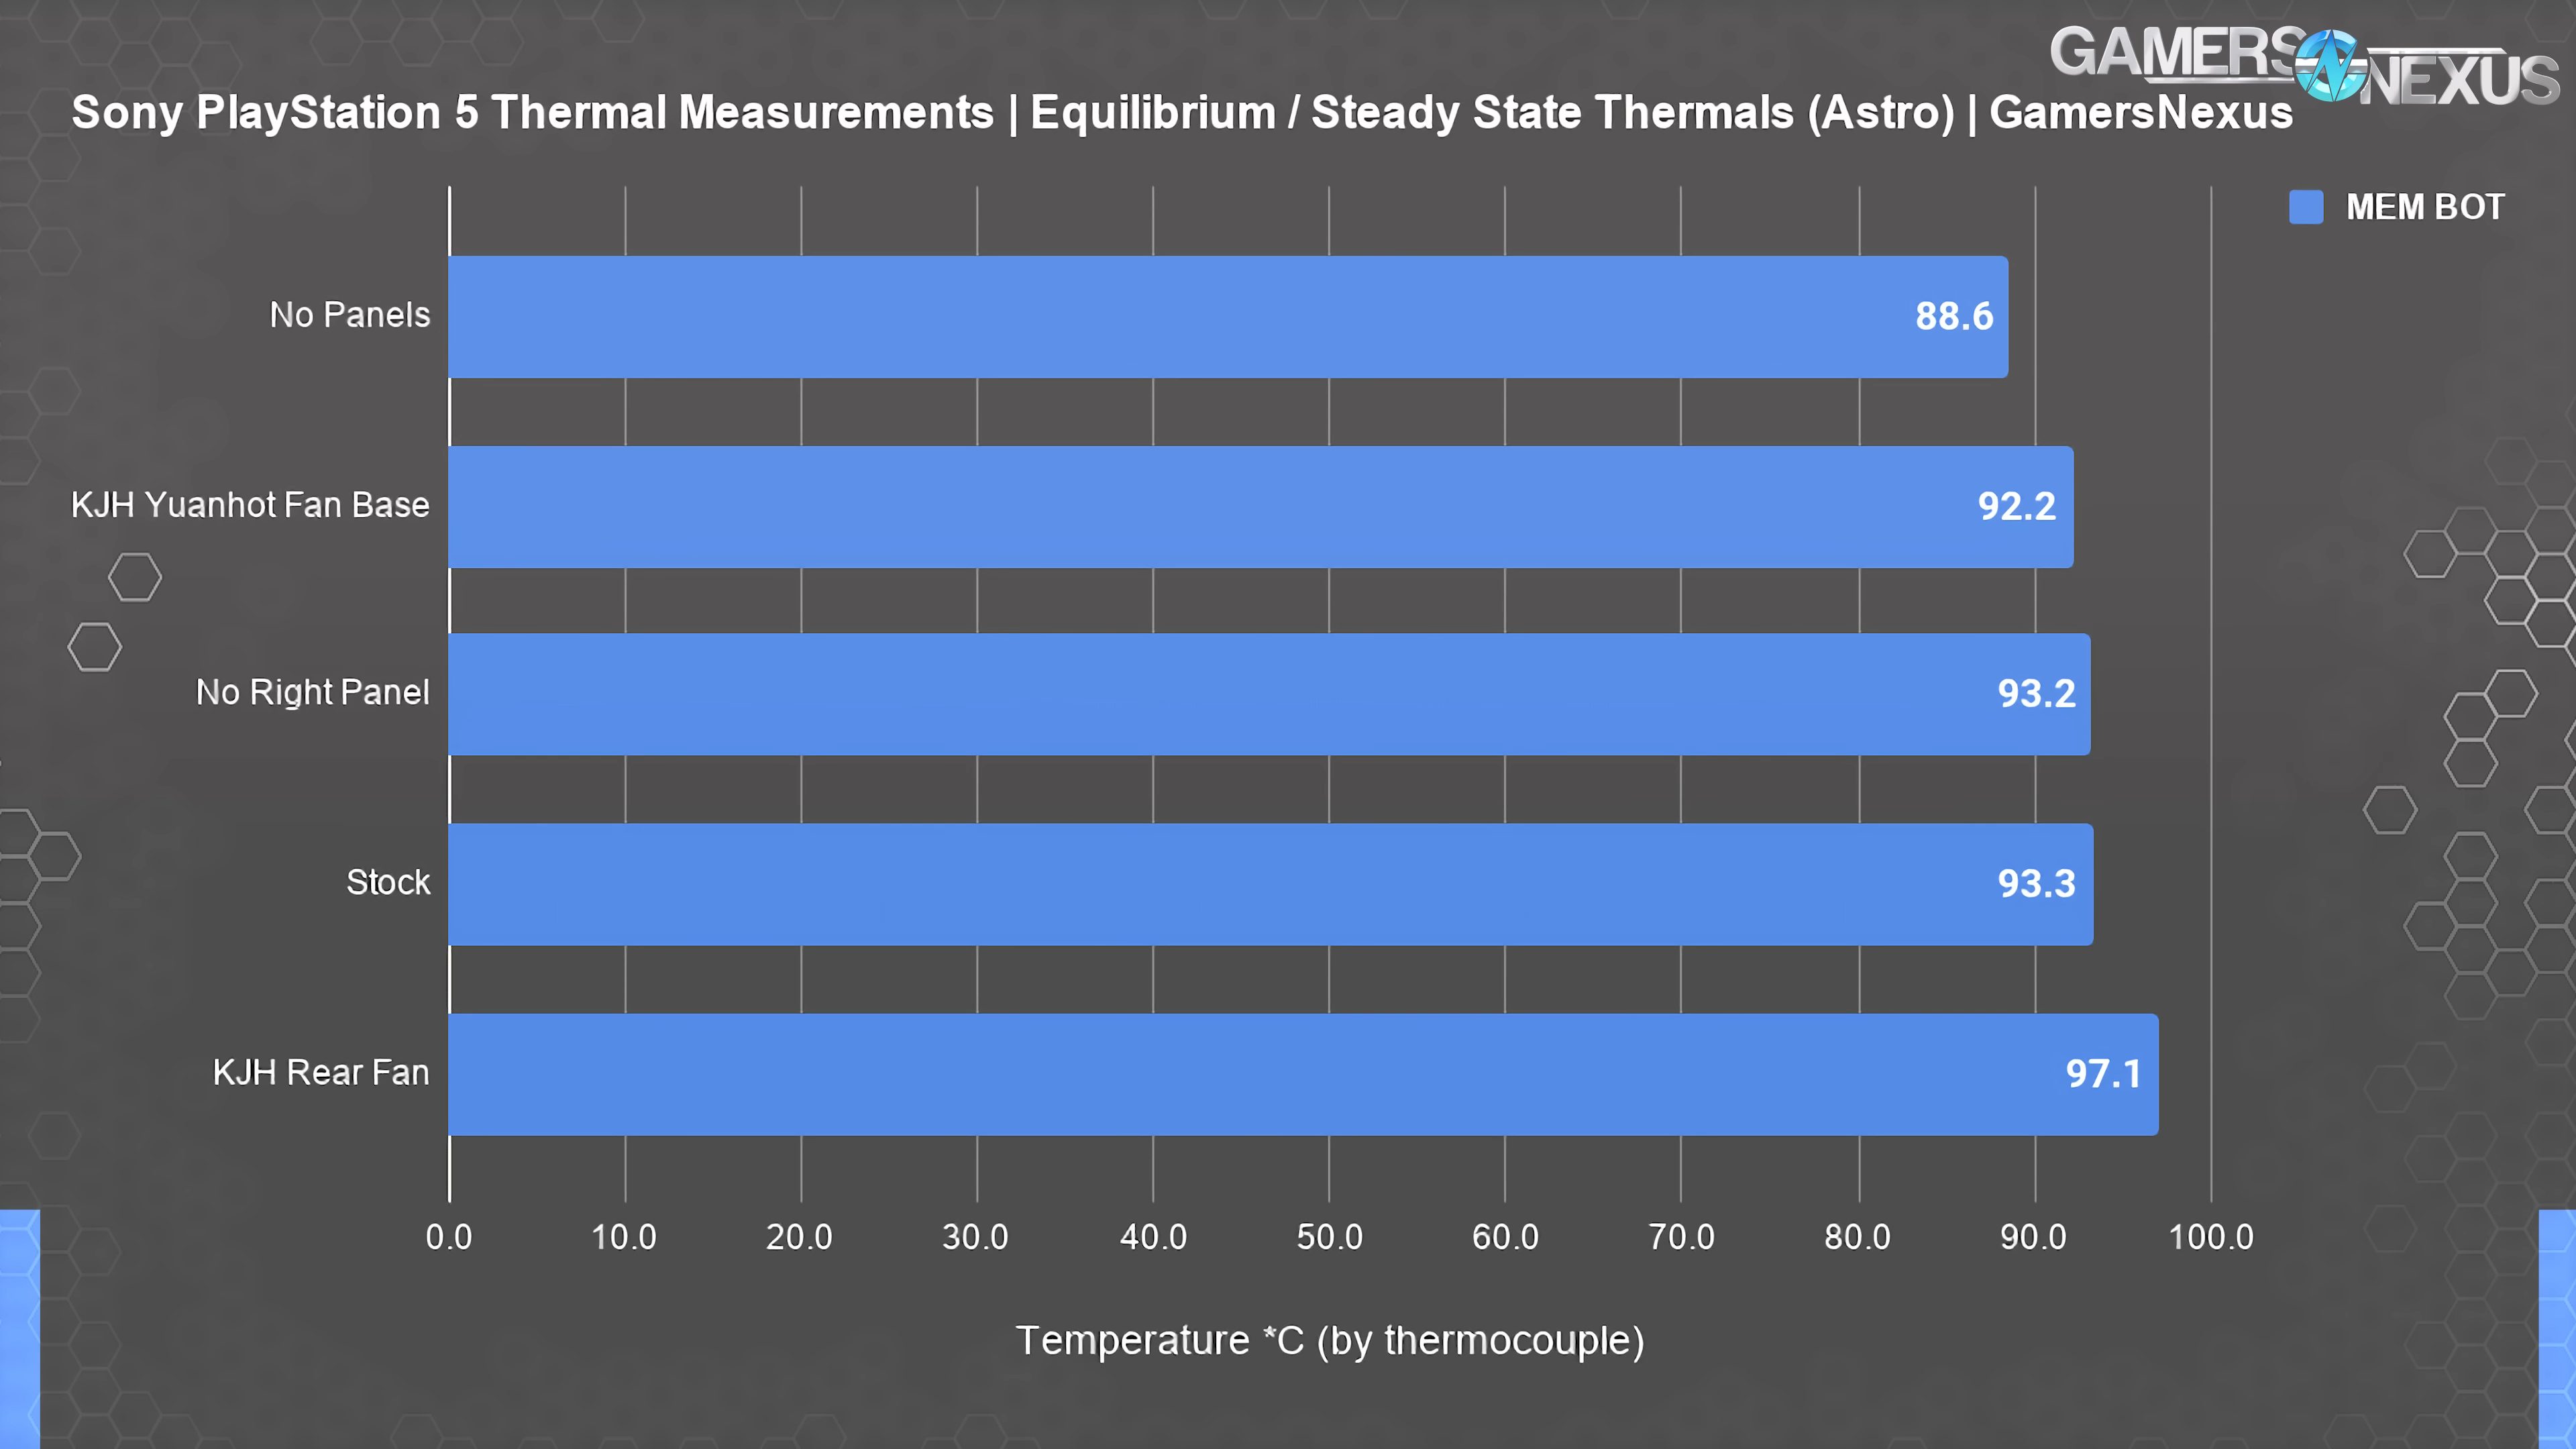 GAMERS NEXUS
Sony PlayStation 5 Thermal Measurements | Equilibrium / Steady State Thermals (Astro) | GamersNexus
MEM BOT
No Panels 88.6
KJH Yuanhot Fan Base 92.2
No Right Panel 93.2
Stock 93.3
KJH Rear Fan 97.1
0.0 10.0 20.0 30.0 40.0 50.0 60.0 70.0 80.0 90.0 100.0
Temperature *C (by thermocouple)